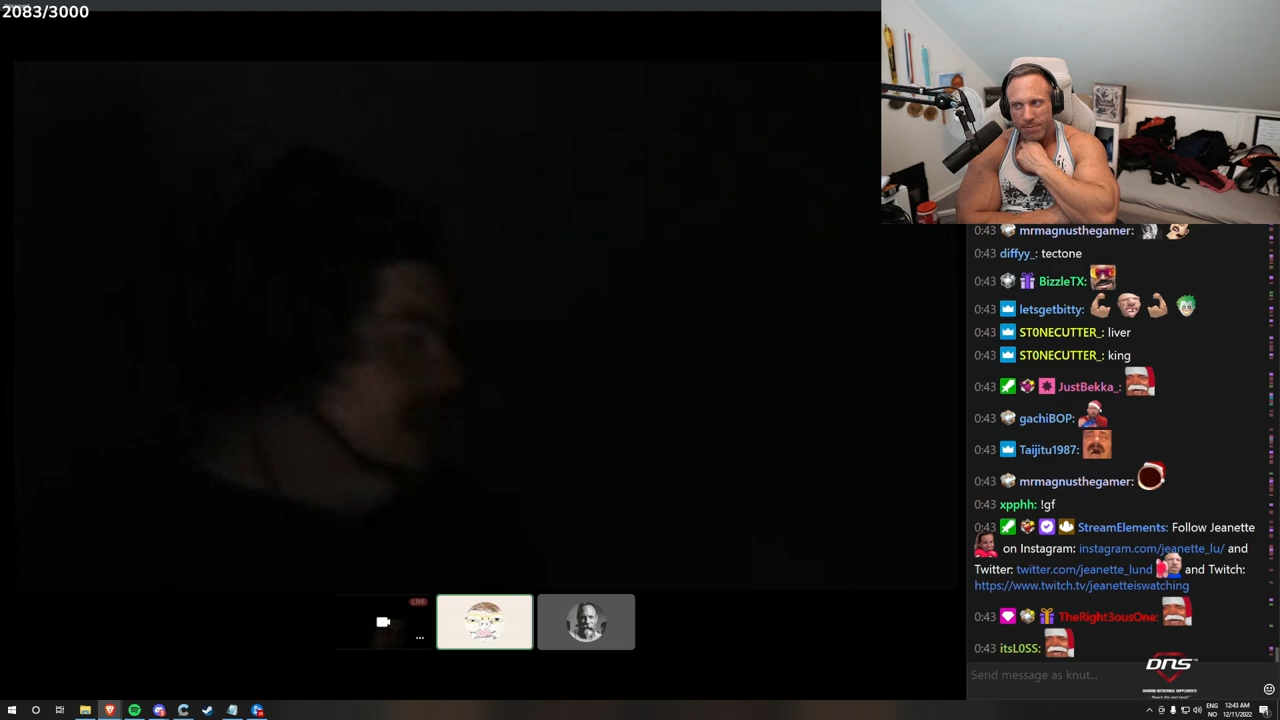 2083/3000
0:43 mrmagnusthegamer:
0:43 diffyy_: tectone
0:43 BizzleTX:
0:43 letsgetbitty:
0:43 ST0NECUTTER_: liver
0:43 ST0NECUTTER_: king
0:43 JustBekka_:
0:43 gachiBOP:
0:43 Taijitu1987:
0:43 mrmagnusthegamer:
0:43 xpphh: !gf
0:43 StreamElements: Follow Jeanette
on Instagram: instagram.com/jeanette_lu/ and
Twitter: twitter.com/jeanette_lund and Twitch:
https://www.twitch.tv/jeanetteiswatching
0:43 TheRight3ousOne:
0:43 itsL0SS:
LIVE
DNS
Send message as knut...
ENG
NO
12:43 AM
12/11/2022